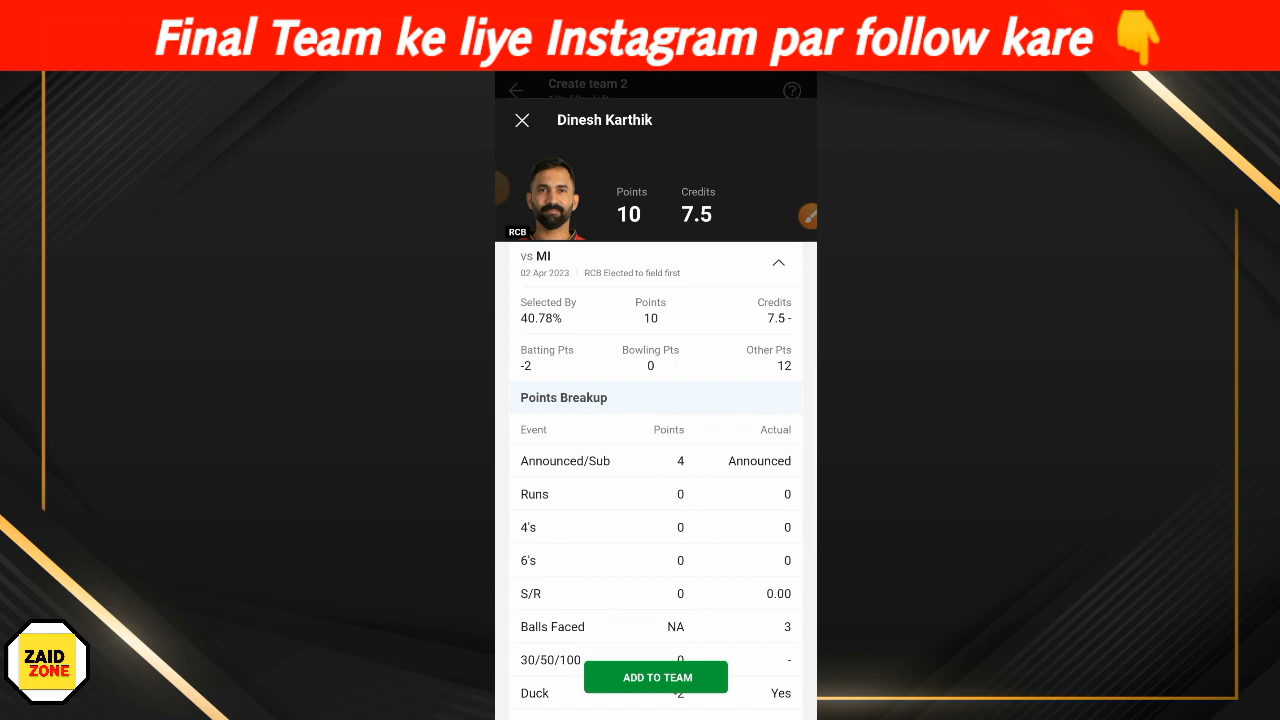 Final Team ke liye Instagram par follow kare 👇
Create team 2
Dinesh Karthik
Points Credits
10 7.5
RCB
vs MI
02 Apr 2023 RCB Elected to field first
Selected By Points Credits
40.78% 10 7.5 -
Batting Pts Bowling Pts Other Pts
-2 0 12
Points Breakup
Event Points Actual
Announced/Sub 4 Announced
Runs 0 0
4's 0 0
6's 0 0
S/R 0 0.00
Balls Faced NA 3
30/50/100 0 -
ADD TO TEAM
Duck -2 Yes
ZAID
ZONE